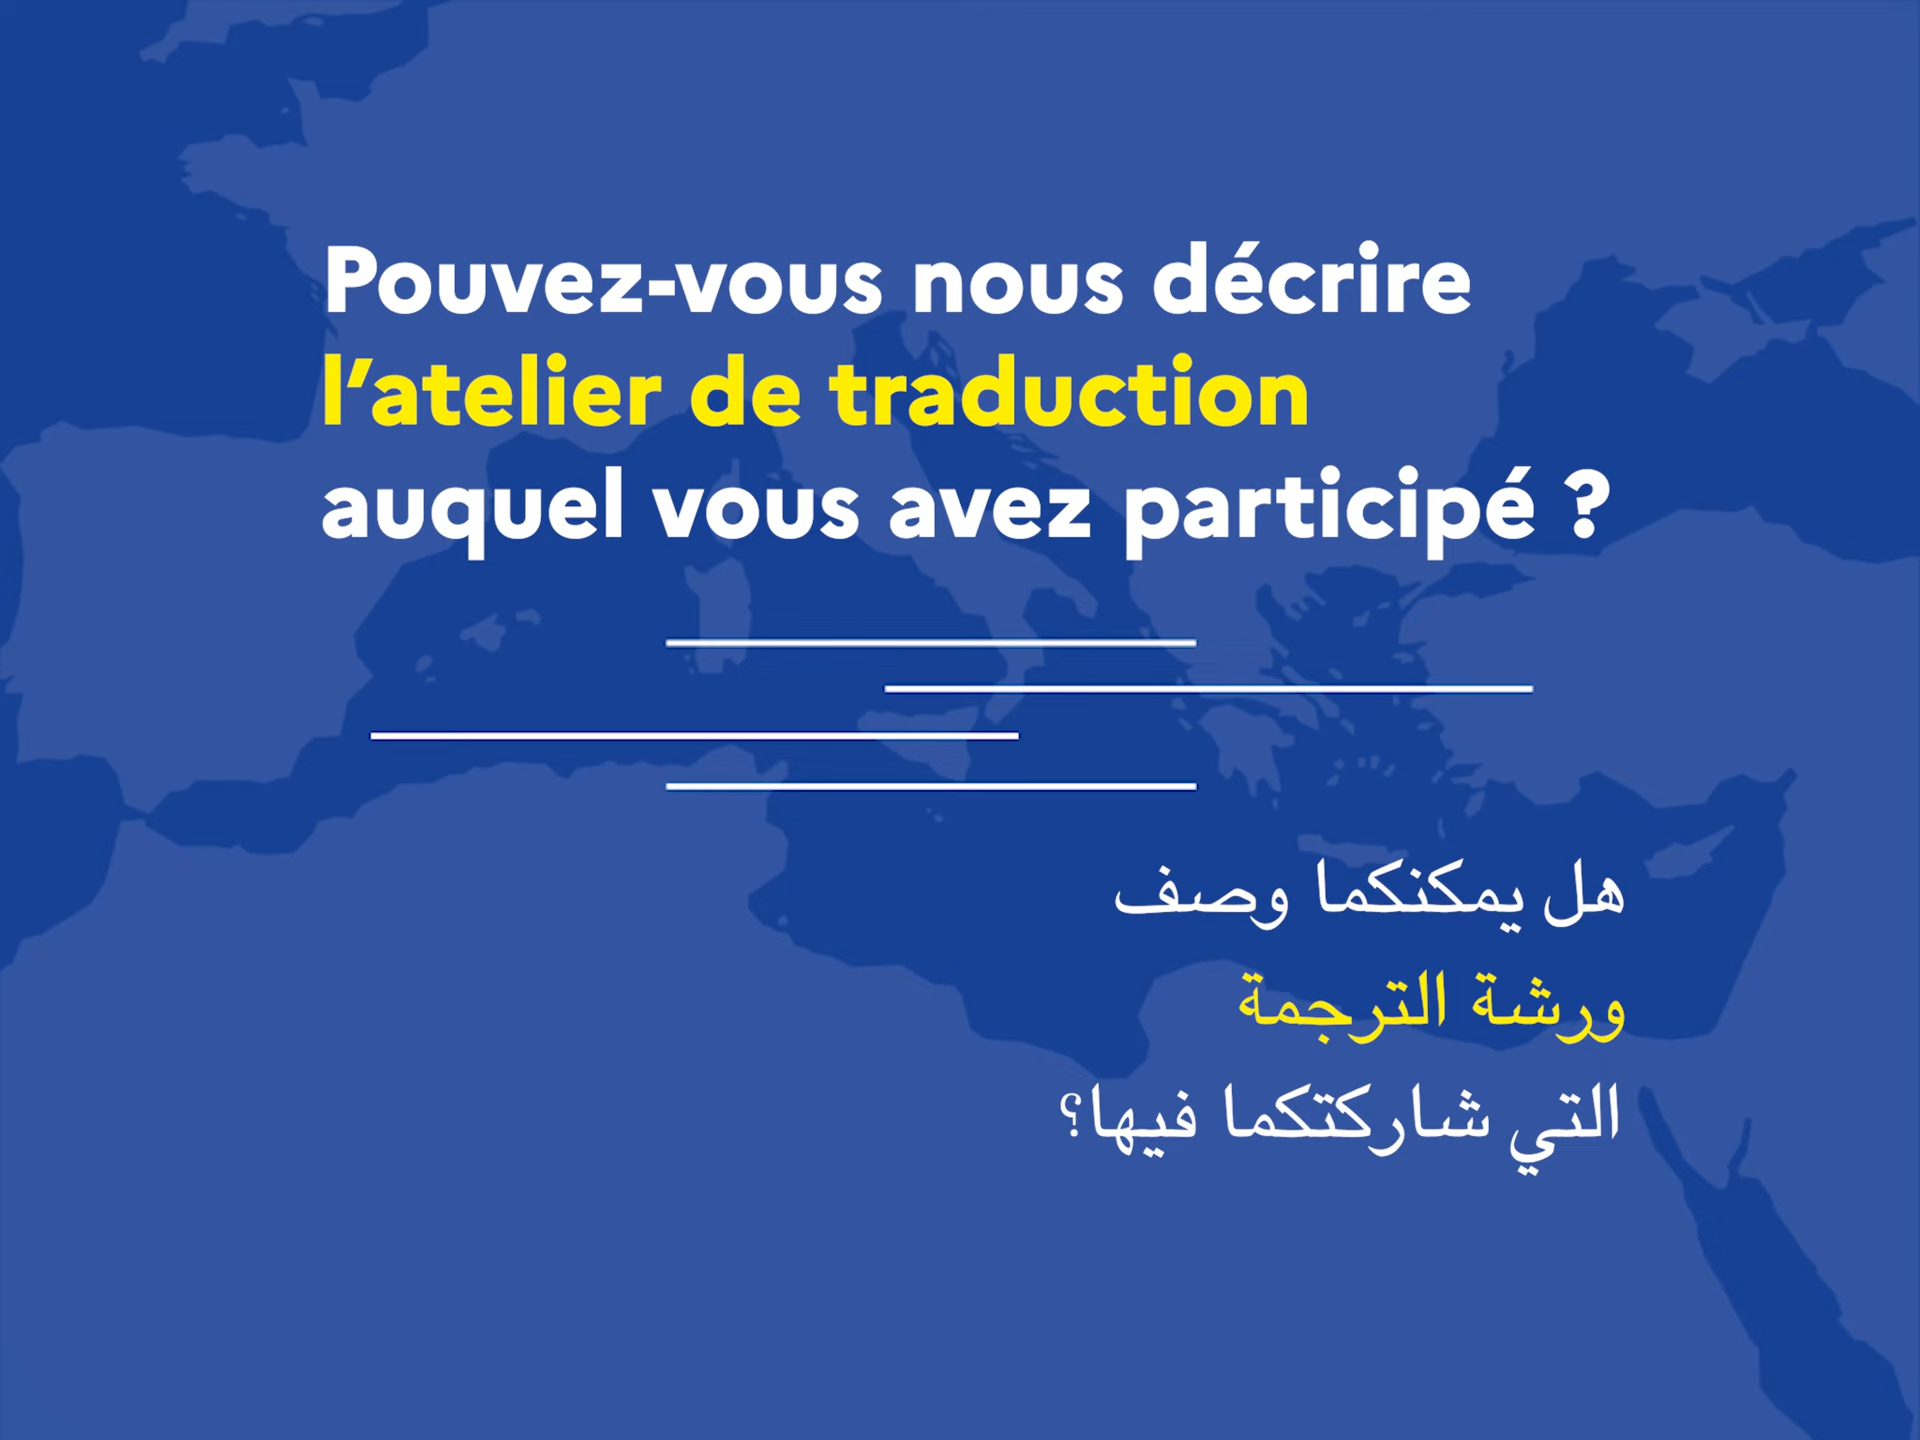 Pouvez-vous nous décrire
l’atelier de traduction
auquel vous avez participé ?
هل يمكنكما وصف
ورشة الترجمة
التي شاركتكما فيها؟